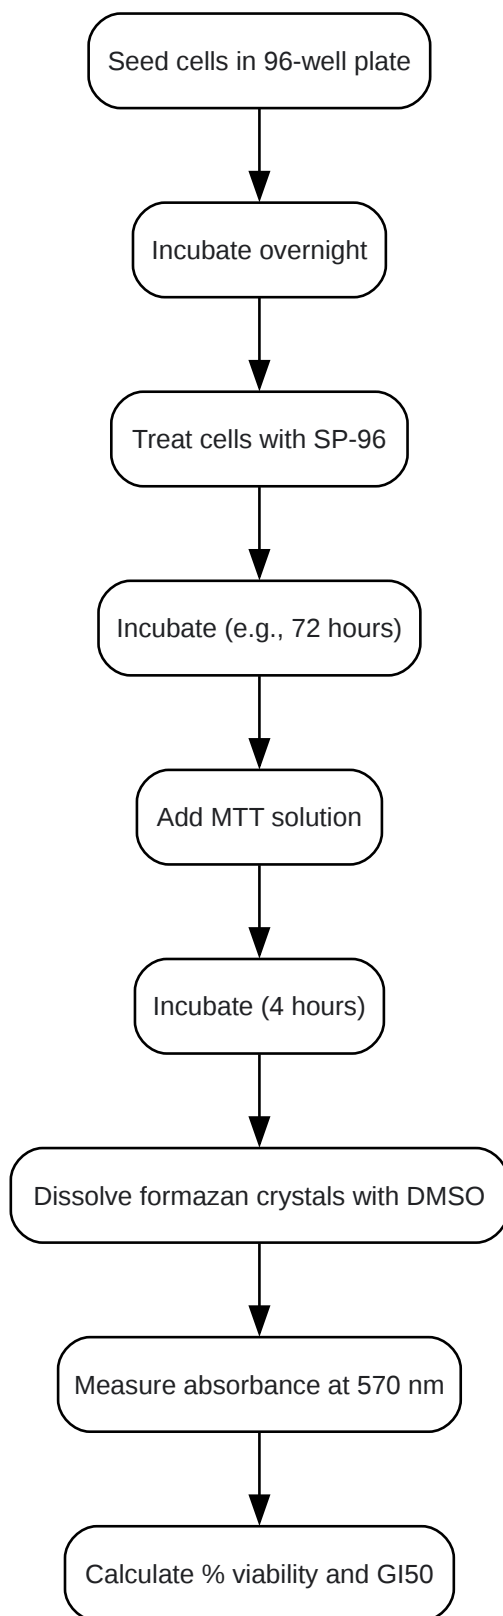 Seed cells in 96-well plate
Incubate overnight
Treat cells with SP-96
Incubate (e.g., 72 hours)
Add MTT solution
Incubate (4 hours)
Dissolve formazan crystals with DMSO
Measure absorbance at 570 nm
Calculate % viability and GI50